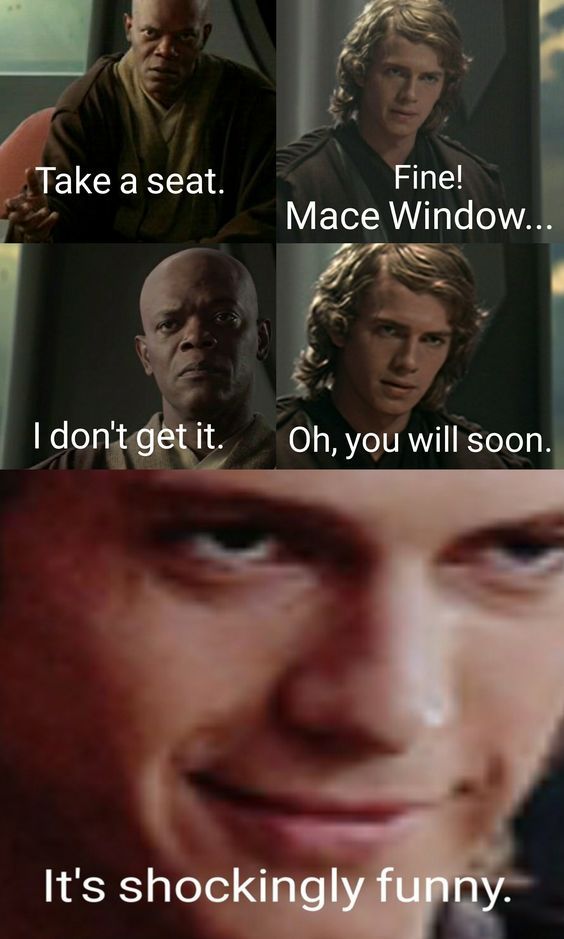 Take a seat.
Fine!
Mace Window...
I don't get it.
Oh, you will soon.
It's shockingly funny.